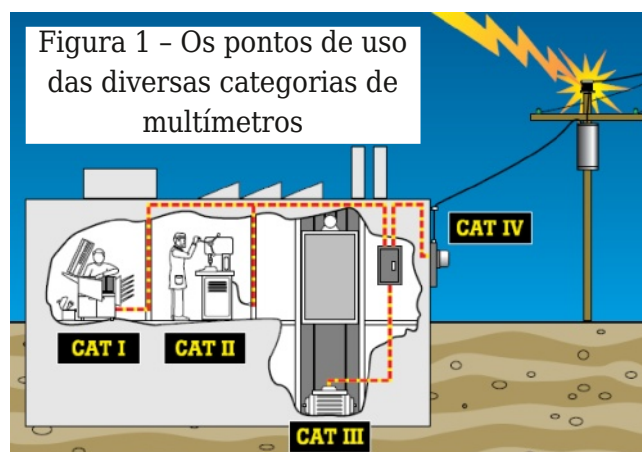 Figura 1 – Os pontos de uso
das diversas categorias de
multímetros
CAT IV
CAT I
CAT II
CAT III